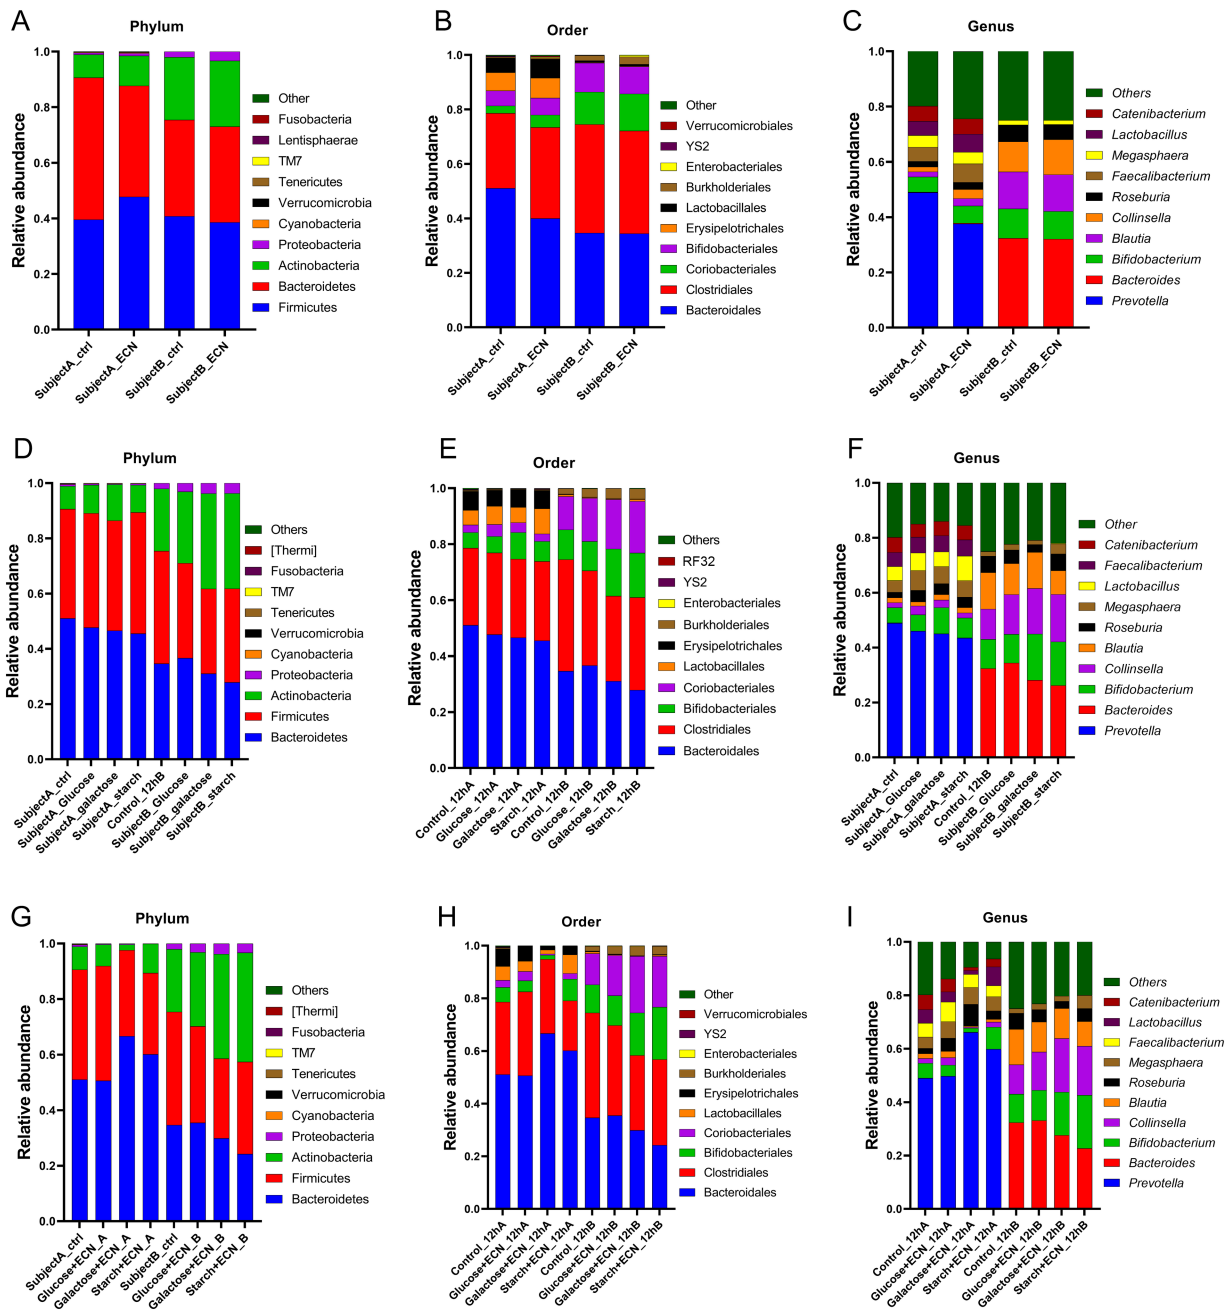 A
Phylum
Relative abundance
1.0
0.8
0.6
0.4
0.2
0.0
SubjectA_ctrl
SubjectA_ECN
SubjectB_ctrl
SubjectB_ECN
Other
Fusobacteria
Lentisphaerae
TM7
Tenericutes
Verrucomicrobia
Cyanobacteria
Proteobacteria
Actinobacteria
Bacteroidetes
Firmicutes
B
Order
Relative abundance
1.0
0.8
0.6
0.4
0.2
0.0
SubjectA_ctrl
SubjectA_ECN
SubjectB_ctrl
SubjectB_ECN
Other
Verrucomicrobiales
YS2
Enterobacteriales
Burkholderiales
Lactobacillales
Erysipelotrichales
Bifidobacteriales
Coriobacteriales
Clostridiales
Bacteroidales
C
Genus
Relative abundance
1.0
0.8
0.6
0.4
0.2
0.0
SubjectA_ctrl
SubjectA_ECN
SubjectB_ctrl
SubjectB_ECN
Others
Catenibacterium
Lactobacillus
Megasphaera
Faecalibacterium
Roseburia
Collinsella
Blautia
Bifidobacterium
Bacteroides
Prevotella
D
Phylum
Relative abundance
1.0
0.8
0.6
0.4
0.2
0.0
SubjectA_ctrl
SubjectA_Glucose
SubjectA_galactose
SubjectA_starch
Control_12hB
SubjectB_Glucose
SubjectB_galactose
SubjectB_starch
Others
[Thermi]
Fusobacteria
TM7
Tenericutes
Verrucomicrobia
Cyanobacteria
Proteobacteria
Actinobacteria
Firmicutes
Bacteroidetes
E
Order
Relative abundance
1.0
0.8
0.6
0.4
0.2
0.0
Control_12hA
Glucose_12hA
Galactose_12hA
Starch_12hA
Control_12hB
Glucose_12hB
Galactose_12hB
Starch_12hB
Others
RF32
YS2
Enterobacteriales
Burkholderiales
Erysipelotrichales
Lactobacillales
Coriobacteriales
Bifidobacteriales
Clostridiales
Bacteroidales
F
Genus
Relative abundance
1.0
0.8
0.6
0.4
0.2
0.0
SubjectA_ctrl
SubjectA_Glucose
SubjectA_galactose
SubjectA_starch
Control_12hB
SubjectB_Glucose
SubjectB_galactose
SubjectB_starch
Other
Catenibacterium
Faecalibacterium
Lactobacillus
Megasphaera
Roseburia
Blautia
Collinsella
Bifidobacterium
Bacteroides
Prevotella
G
Phylum
Relative abundance
1.0
0.8
0.6
0.4
0.2
0.0
SubjectA_ctrl
Glucose+ECN_A
Galactose+ECN_A
Starch+ECN_A
SubjectB_ctrl
Glucose+ECN_B
Galactose+ECN_B
Starch+ECN_B
Others
[Thermi]
Fusobacteria
TM7
Tenericutes
Verrucomicrobia
Cyanobacteria
Proteobacteria
Actinobacteria
Firmicutes
Bacteroidetes
H
Order
Relative abundance
1.0
0.8
0.6
0.4
0.2
0.0
Control_12hA
Glucose+ECN_12hA
Galactose+ECN_12hA
Starch+ECN_12hA
Control_12hB
Glucose+ECN_12hB
Galactose+ECN_12hB
Starch+ECN_12hB
Other
Verrucomicrobiales
YS2
Enterobacteriales
Burkholderiales
Erysipelotrichales
Lactobacillales
Coriobacteriales
Bifidobacteriales
Clostridiales
Bacteroidales
I
Genus
Relative abundance
1.0
0.8
0.6
0.4
0.2
0.0
Control_12hA
Glucose+ECN_12hA
Galactose+ECN_12hA
Starch+ECN_12hA
Control_12hB
Glucose+ECN_12hB
Galactose+ECN_12hB
Starch+ECN_12hB
Others
Catenibacterium
Lactobacillus
Faecalibacterium
Megasphaera
Roseburia
Blautia
Collinsella
Bifidobacterium
Bacteroides
Prevotella